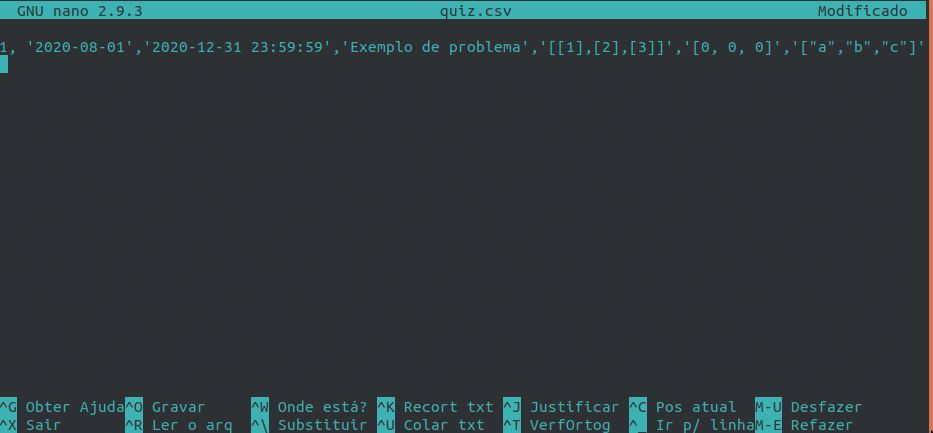 GNU nano 2.9.3 quiz.csv Modificado
1, '2020-08-01','2020-12-31 23:59:59','Exemplo de problema','[[1],[2],[3]]','[0, 0, 0]','["a","b","c"]'
^G Obter Ajuda ^O Gravar ^W Onde está? ^K Recort txt ^J Justificar ^C Pos atual M-U Desfazer
^X Sair ^R Ler o arq ^\ Substituir ^U Colar txt ^T VerfOrtog ^_ Ir p/ linha M-E Refazer